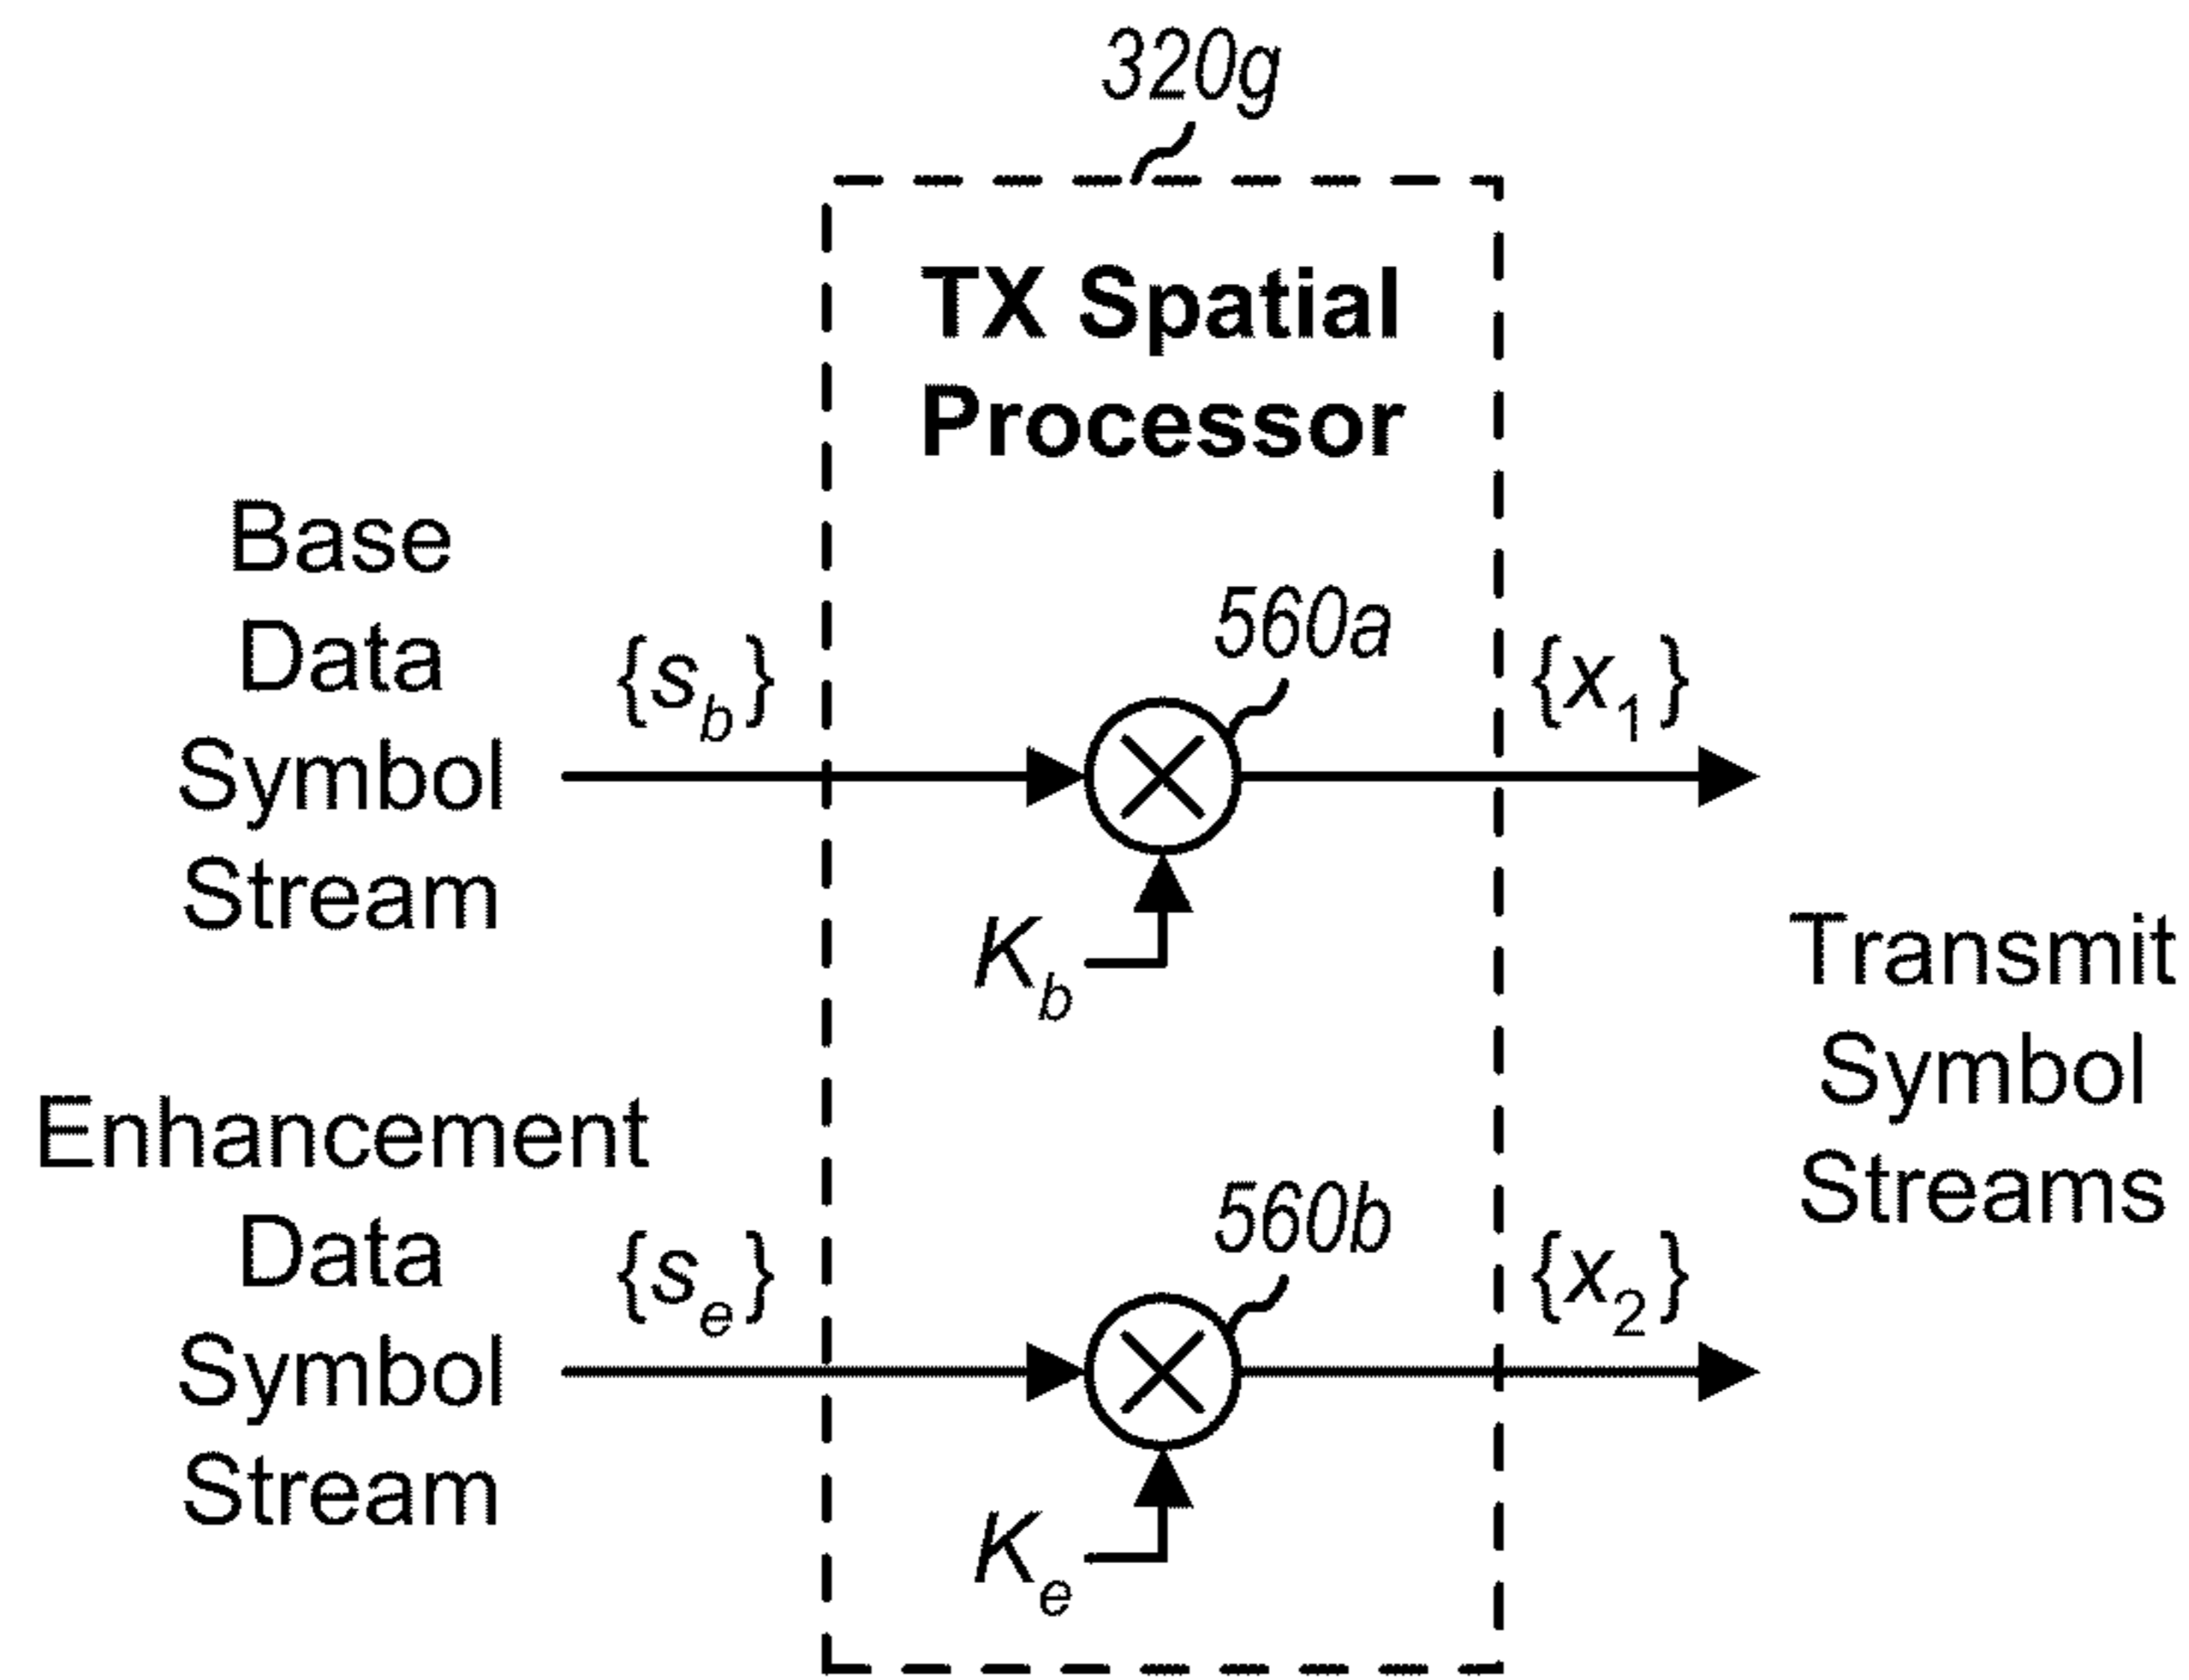 320g
TX Spatial
Processor
Base
Data
Symbol
Stream
{s_b}
560a
{x_1}
K_b
Transmit
Symbol
Streams
Enhancement
Data
Symbol
Stream
{s_e}
560b
{x_2}
K_e